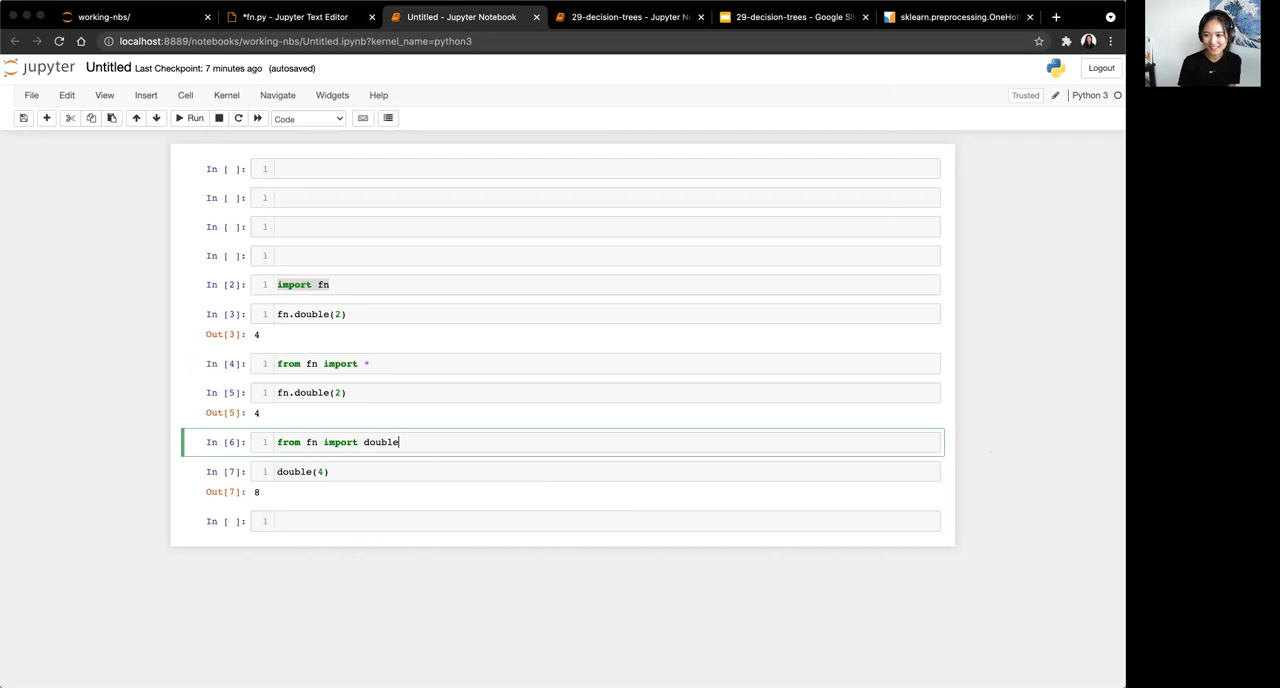 working-nbs/
*fn.py - Jupyter Text Editor
Untitled - Jupyter Notebook
29-decision-trees - Jupyter N
29-decision-trees - Google Sli
sklearn.preprocessing.OneHot
localhost:8889/notebooks/working-nbs/Untitled.ipynb?kernel_name=python3
jupyter Untitled Last Checkpoint: 7 minutes ago (autosaved)
Logout
File Edit View Insert Cell Kernel Navigate Widgets Help
Trusted Python 3
Run Code
In [ ]: 1
In [ ]: 1
In [ ]: 1
In [ ]: 1
In [2]: 1 import fn
In [3]: 1 fn.double(2)
Out[3]: 4
In [4]: 1 from fn import *
In [5]: 1 fn.double(2)
Out[5]: 4
In [6]: 1 from fn import double
In [7]: 1 double(4)
Out[7]: 8
In [ ]: 1